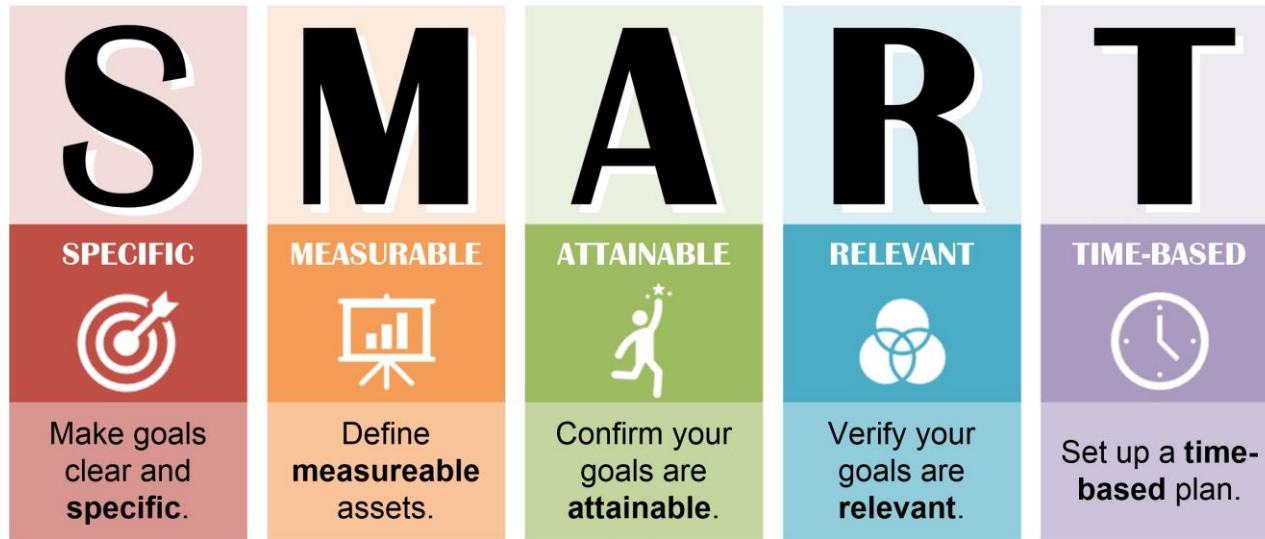 S M A R T
SPECIFIC
MEASURABLE
ATTAINABLE
RELEVANT
TIME-BASED
Make goals
clear and
specific.
Define
measureable
assets.
Confirm your
goals are
attainable.
Verify your
goals are
relevant.
Set up a time-
based plan.